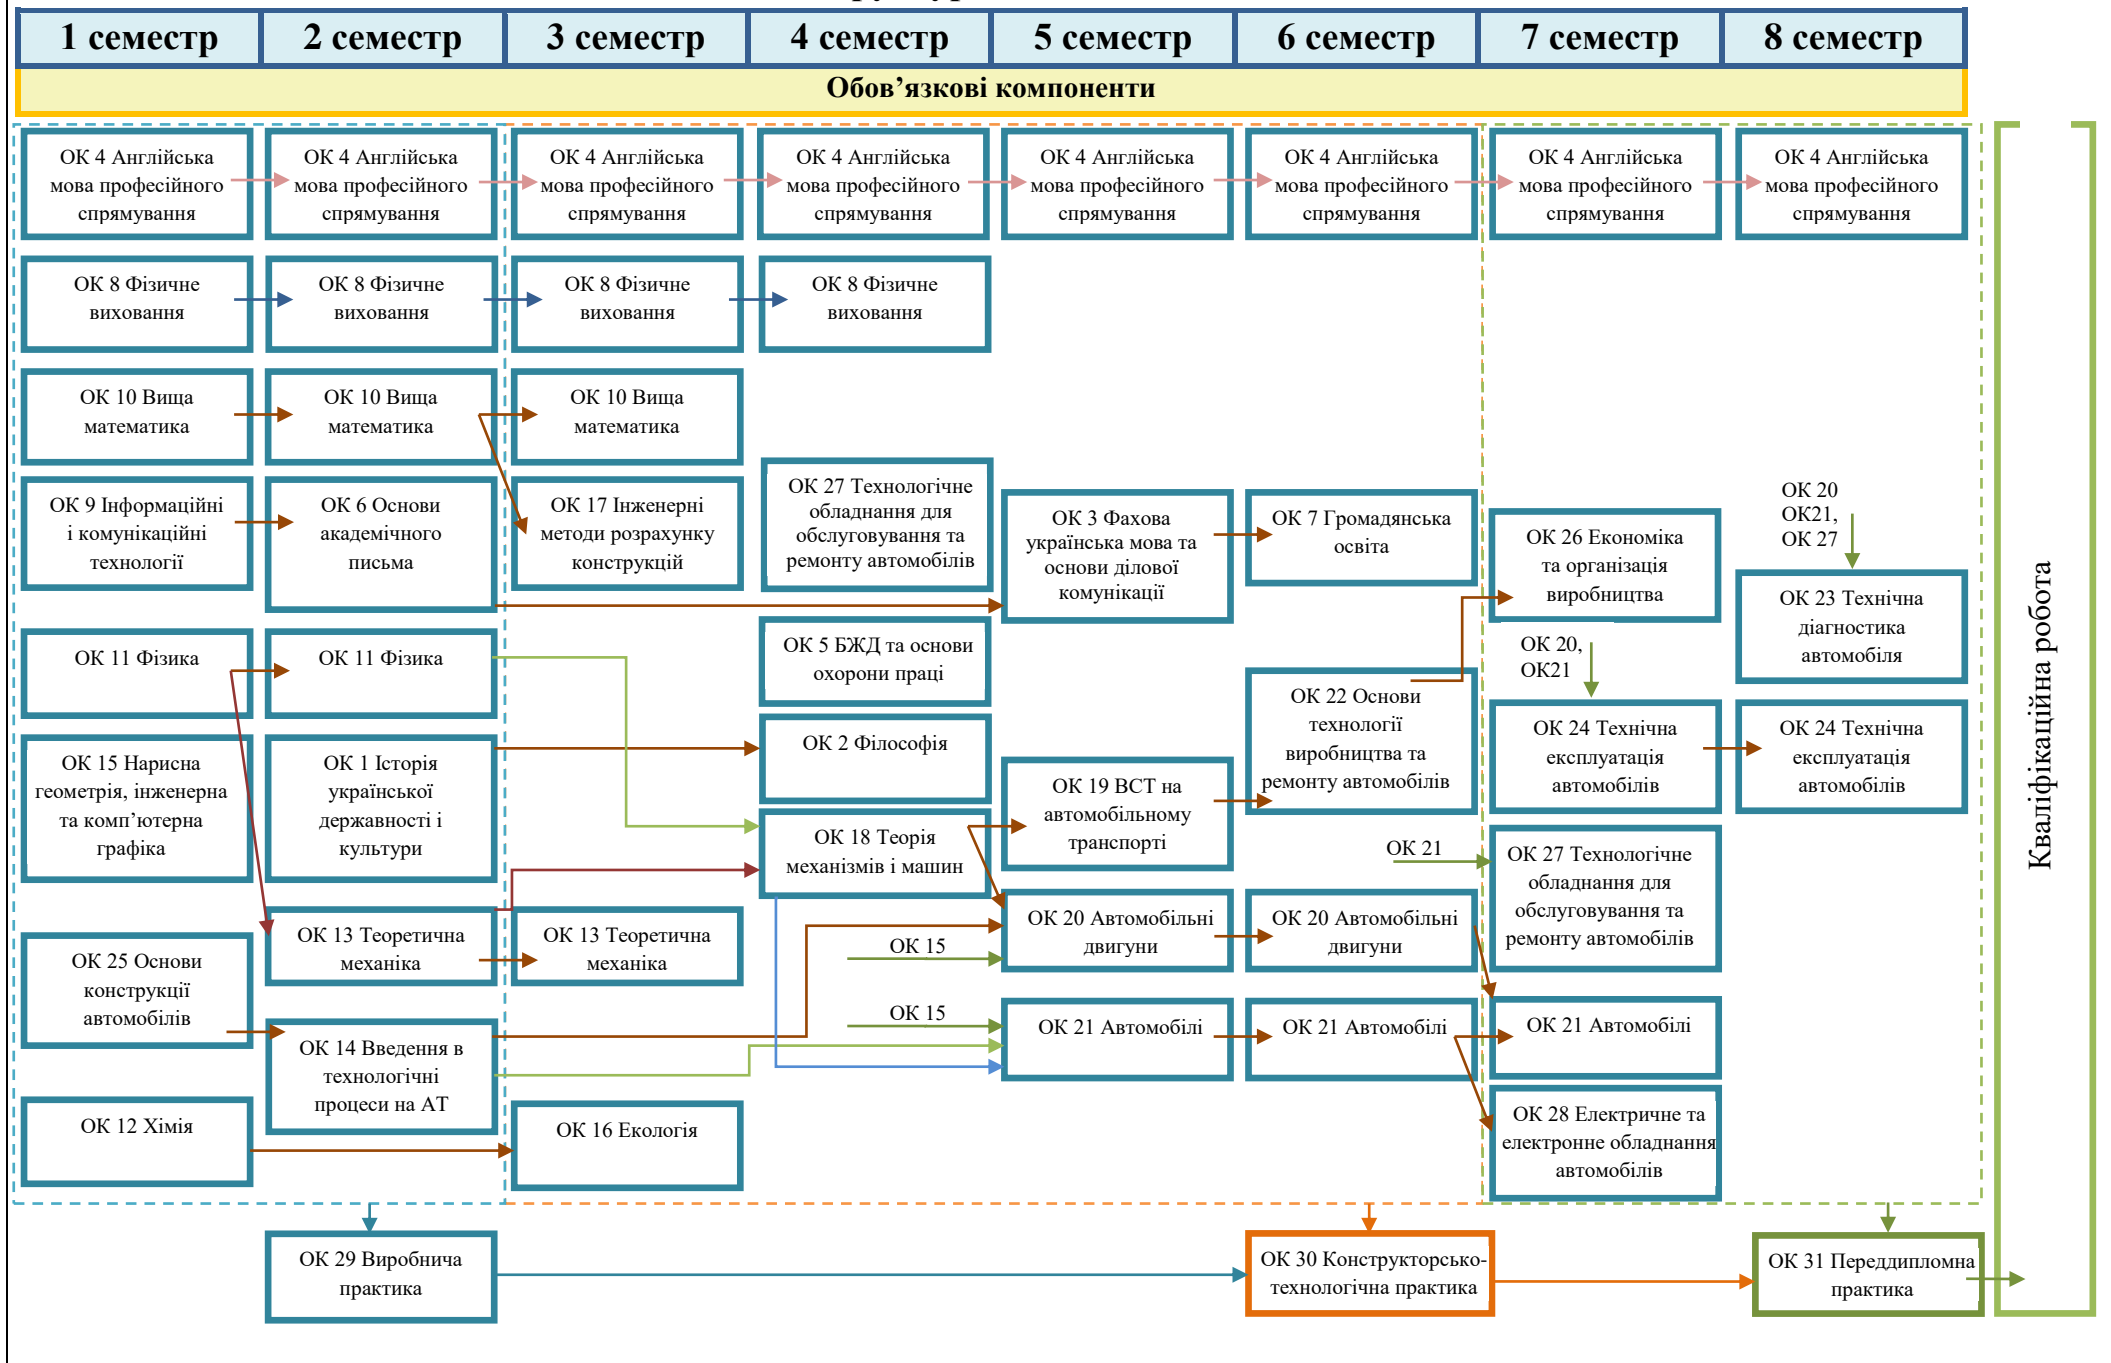 1 семестр
2 семестр
3 семестр
4 семестр
5 семестр
6 семестр
7 семестр
8 семестр
Обов’язкові компоненти
ОК 4 Англійська
мова професійного
спрямування
ОК 4 Англійська
мова професійного
спрямування
ОК 4 Англійська
мова професійного
спрямування
ОК 4 Англійська
мова професійного
спрямування
ОК 4 Англійська
мова професійного
спрямування
ОК 4 Англійська
мова професійного
спрямування
ОК 4 Англійська
мова професійного
спрямування
ОК 4 Англійська
мова професійного
спрямування
ОК 8 Фізичне
виховання
ОК 8 Фізичне
виховання
ОК 8 Фізичне
виховання
ОК 8 Фізичне
виховання
ОК 10 Вища
математика
ОК 10 Вища
математика
ОК 10 Вища
математика
ОК 9 Інформаційні
і комунікаційні
технології
ОК 6 Основи
академічного
письма
ОК 17 Інженерні
методи розрахунку
конструкцій
ОК 27 Технологічне
обладнання для
обслуговування та
ремонту автомобілів
ОК 3 Фахова
українська мова та
основи ділової
комунікації
ОК 7 Громадянська
освіта
ОК 26 Економіка
та організація
виробництва
ОК 20
ОК21,
ОК 27
ОК 23 Технічна
діагностика
автомобіля
ОК 11 Фізика
ОК 11 Фізика
ОК 5 БЖД та основи
охорони праці
ОК 20,
ОК21
ОК 22 Основи
технології
виробництва та
ремонту автомобілів
ОК 24 Технічна
експлуатація
автомобілів
ОК 24 Технічна
експлуатація
автомобілів
ОК 15 Нарисна
геометрія, інженерна
та комп’ютерна
графіка
ОК 1 Історія
української
державності і
культури
ОК 2 Філософія
ОК 18 Теорія
механізмів і машин
ОК 19 ВСТ на
автомобільному
транспорті
ОК 21
ОК 27 Технологічне
обладнання для
обслуговування та
ремонту автомобілів
ОК 25 Основи
конструкції
автомобілів
ОК 13 Теоретична
механіка
ОК 13 Теоретична
механіка
ОК 15
ОК 20 Автомобільні
двигуни
ОК 20 Автомобільні
двигуни
ОК 14 Введення в
технологічні
процеси на АТ
ОК 15
ОК 21 Автомобілі
ОК 21 Автомобілі
ОК 21 Автомобілі
ОК 12 Хімія
ОК 16 Екологія
ОК 28 Електричне та
електронне обладнання
автомобілів
ОК 29 Виробнича
практика
ОК 30 Конструкторсько-
технологічна практика
ОК 31 Переддипломна
практика
Кваліфікаційна робота